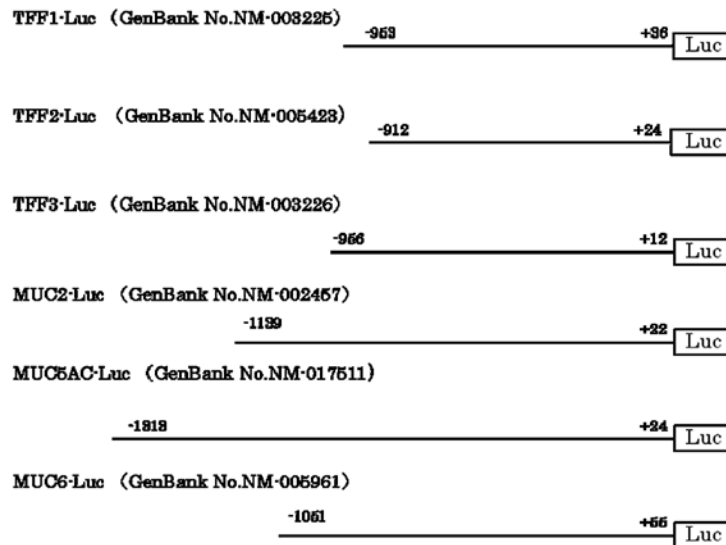 TFF1-Luc (GenBank No.NM-003225)
-953 +36 Luc
TFF2-Luc (GenBank No.NM-005423)
-912 +24 Luc
TFF3-Luc (GenBank No.NM-003226)
-956 +12 Luc
MUC2-Luc (GenBank No.NM-002457)
-1139 +22 Luc
MUC5AC-Luc (GenBank No.NM-017511)
-1313 +24 Luc
MUC6-Luc (GenBank No.NM-005961)
-1051 +55 Luc